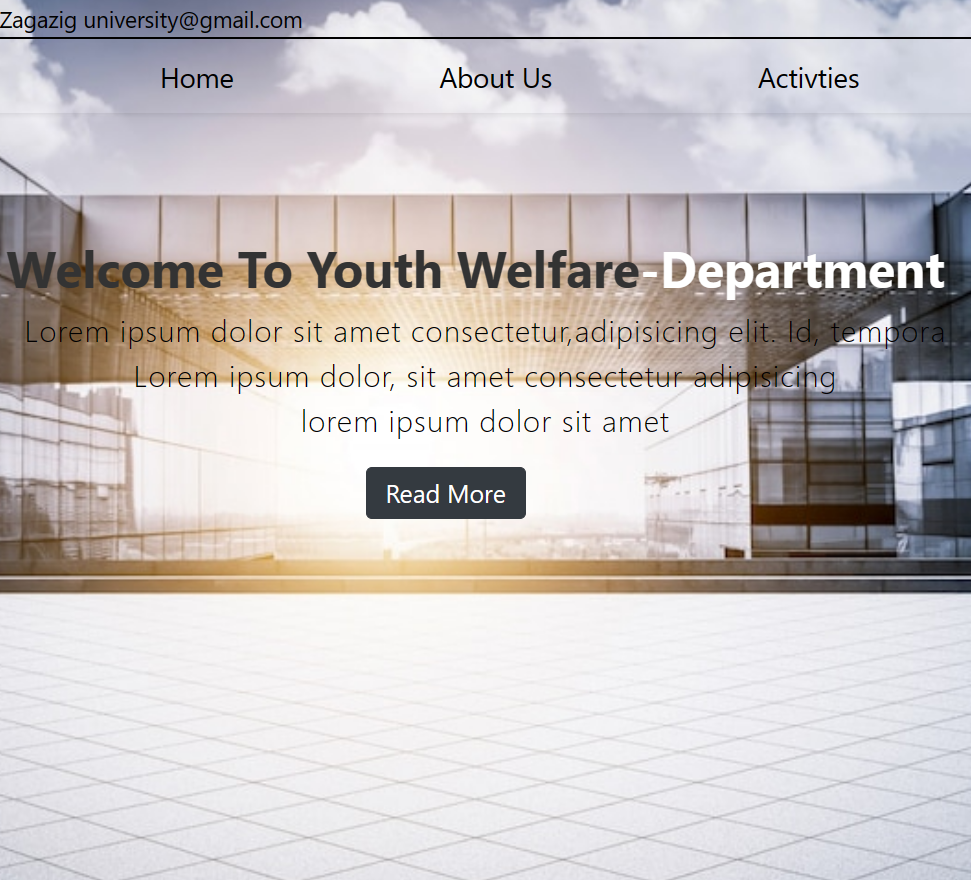 Zagazig university@gmail.com
Home About Us Activties
Welcome To Youth Welfare-Department
Lorem ipsum dolor sit amet consectetur,adipisicing elit. Id, tempora
Lorem ipsum dolor, sit amet consectetur adipisicing
lorem ipsum dolor sit amet
Read More